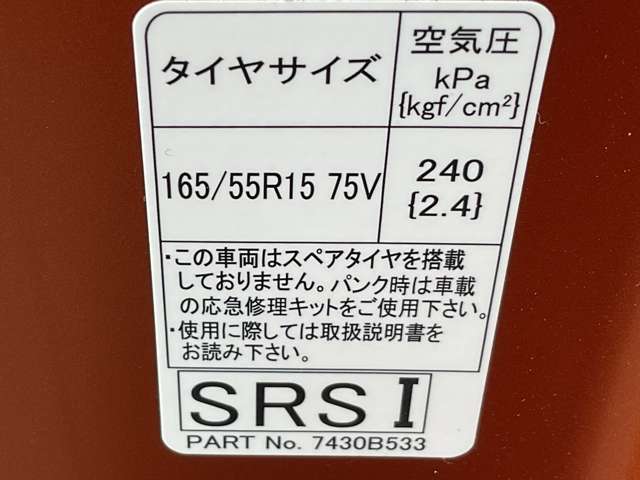 タイヤサイズ
空気圧
kPa
{kgf/cm²}
165/55R15 75V
240
{2.4}
・この車両はスペアタイヤを搭載
しておりません。パンク時は車載
の応急修理キットをご使用下さい。
・使用に際しては取扱説明書を
お読み下さい。
SRS I
PART No. 7430B533